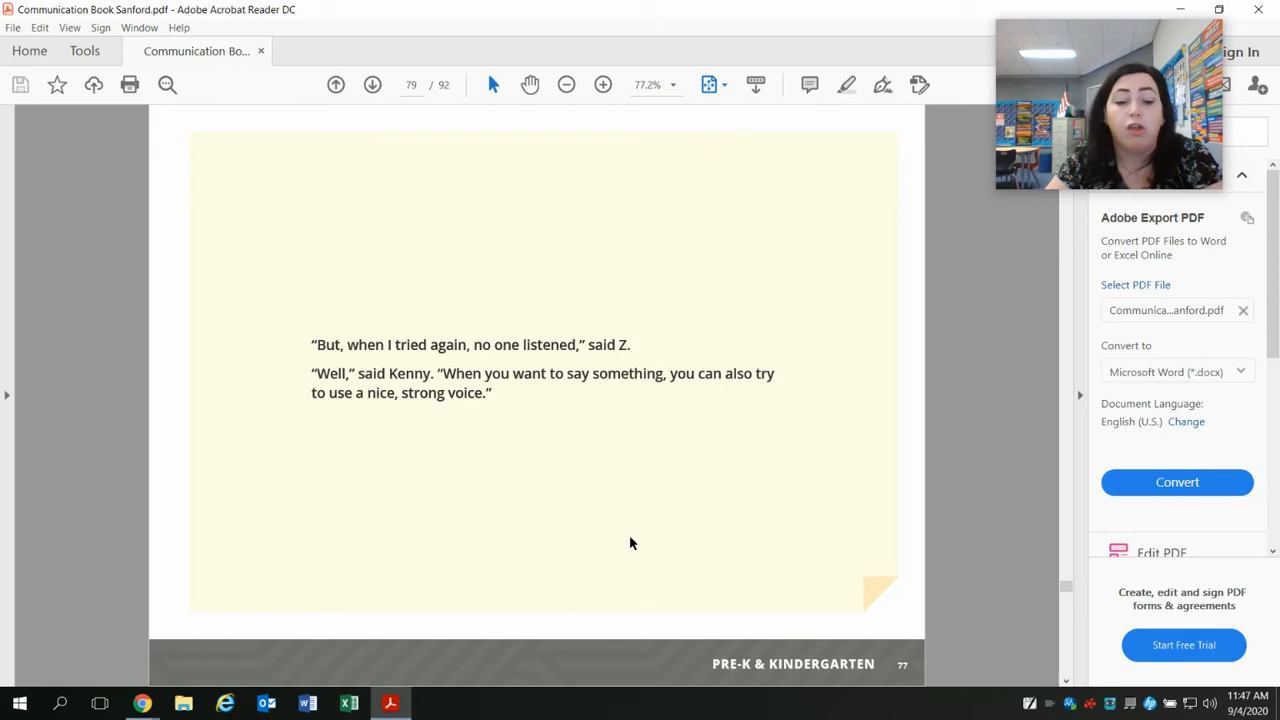 Communication Book Sanford.pdf - Adobe Acrobat Reader DC
File Edit View Sign Window Help
Home Tools Communication Bo... × ign In
79 / 92 77.2%
Adobe Export PDF
Convert PDF Files to Word
or Excel Online
Select PDF File
Communica...anford.pdf
Convert to
Microsoft Word (*.docx)
Document Language:
English (U.S.) Change
Convert
Edit PDF
Create, edit and sign PDF
forms & agreements
Start Free Trial
“But, when I tried again, no one listened,” said Z.
“Well,” said Kenny. “When you want to say something, you can also try
to use a nice, strong voice.”
PRE-K & KINDERGARTEN 77
11:47 AM
9/4/2020